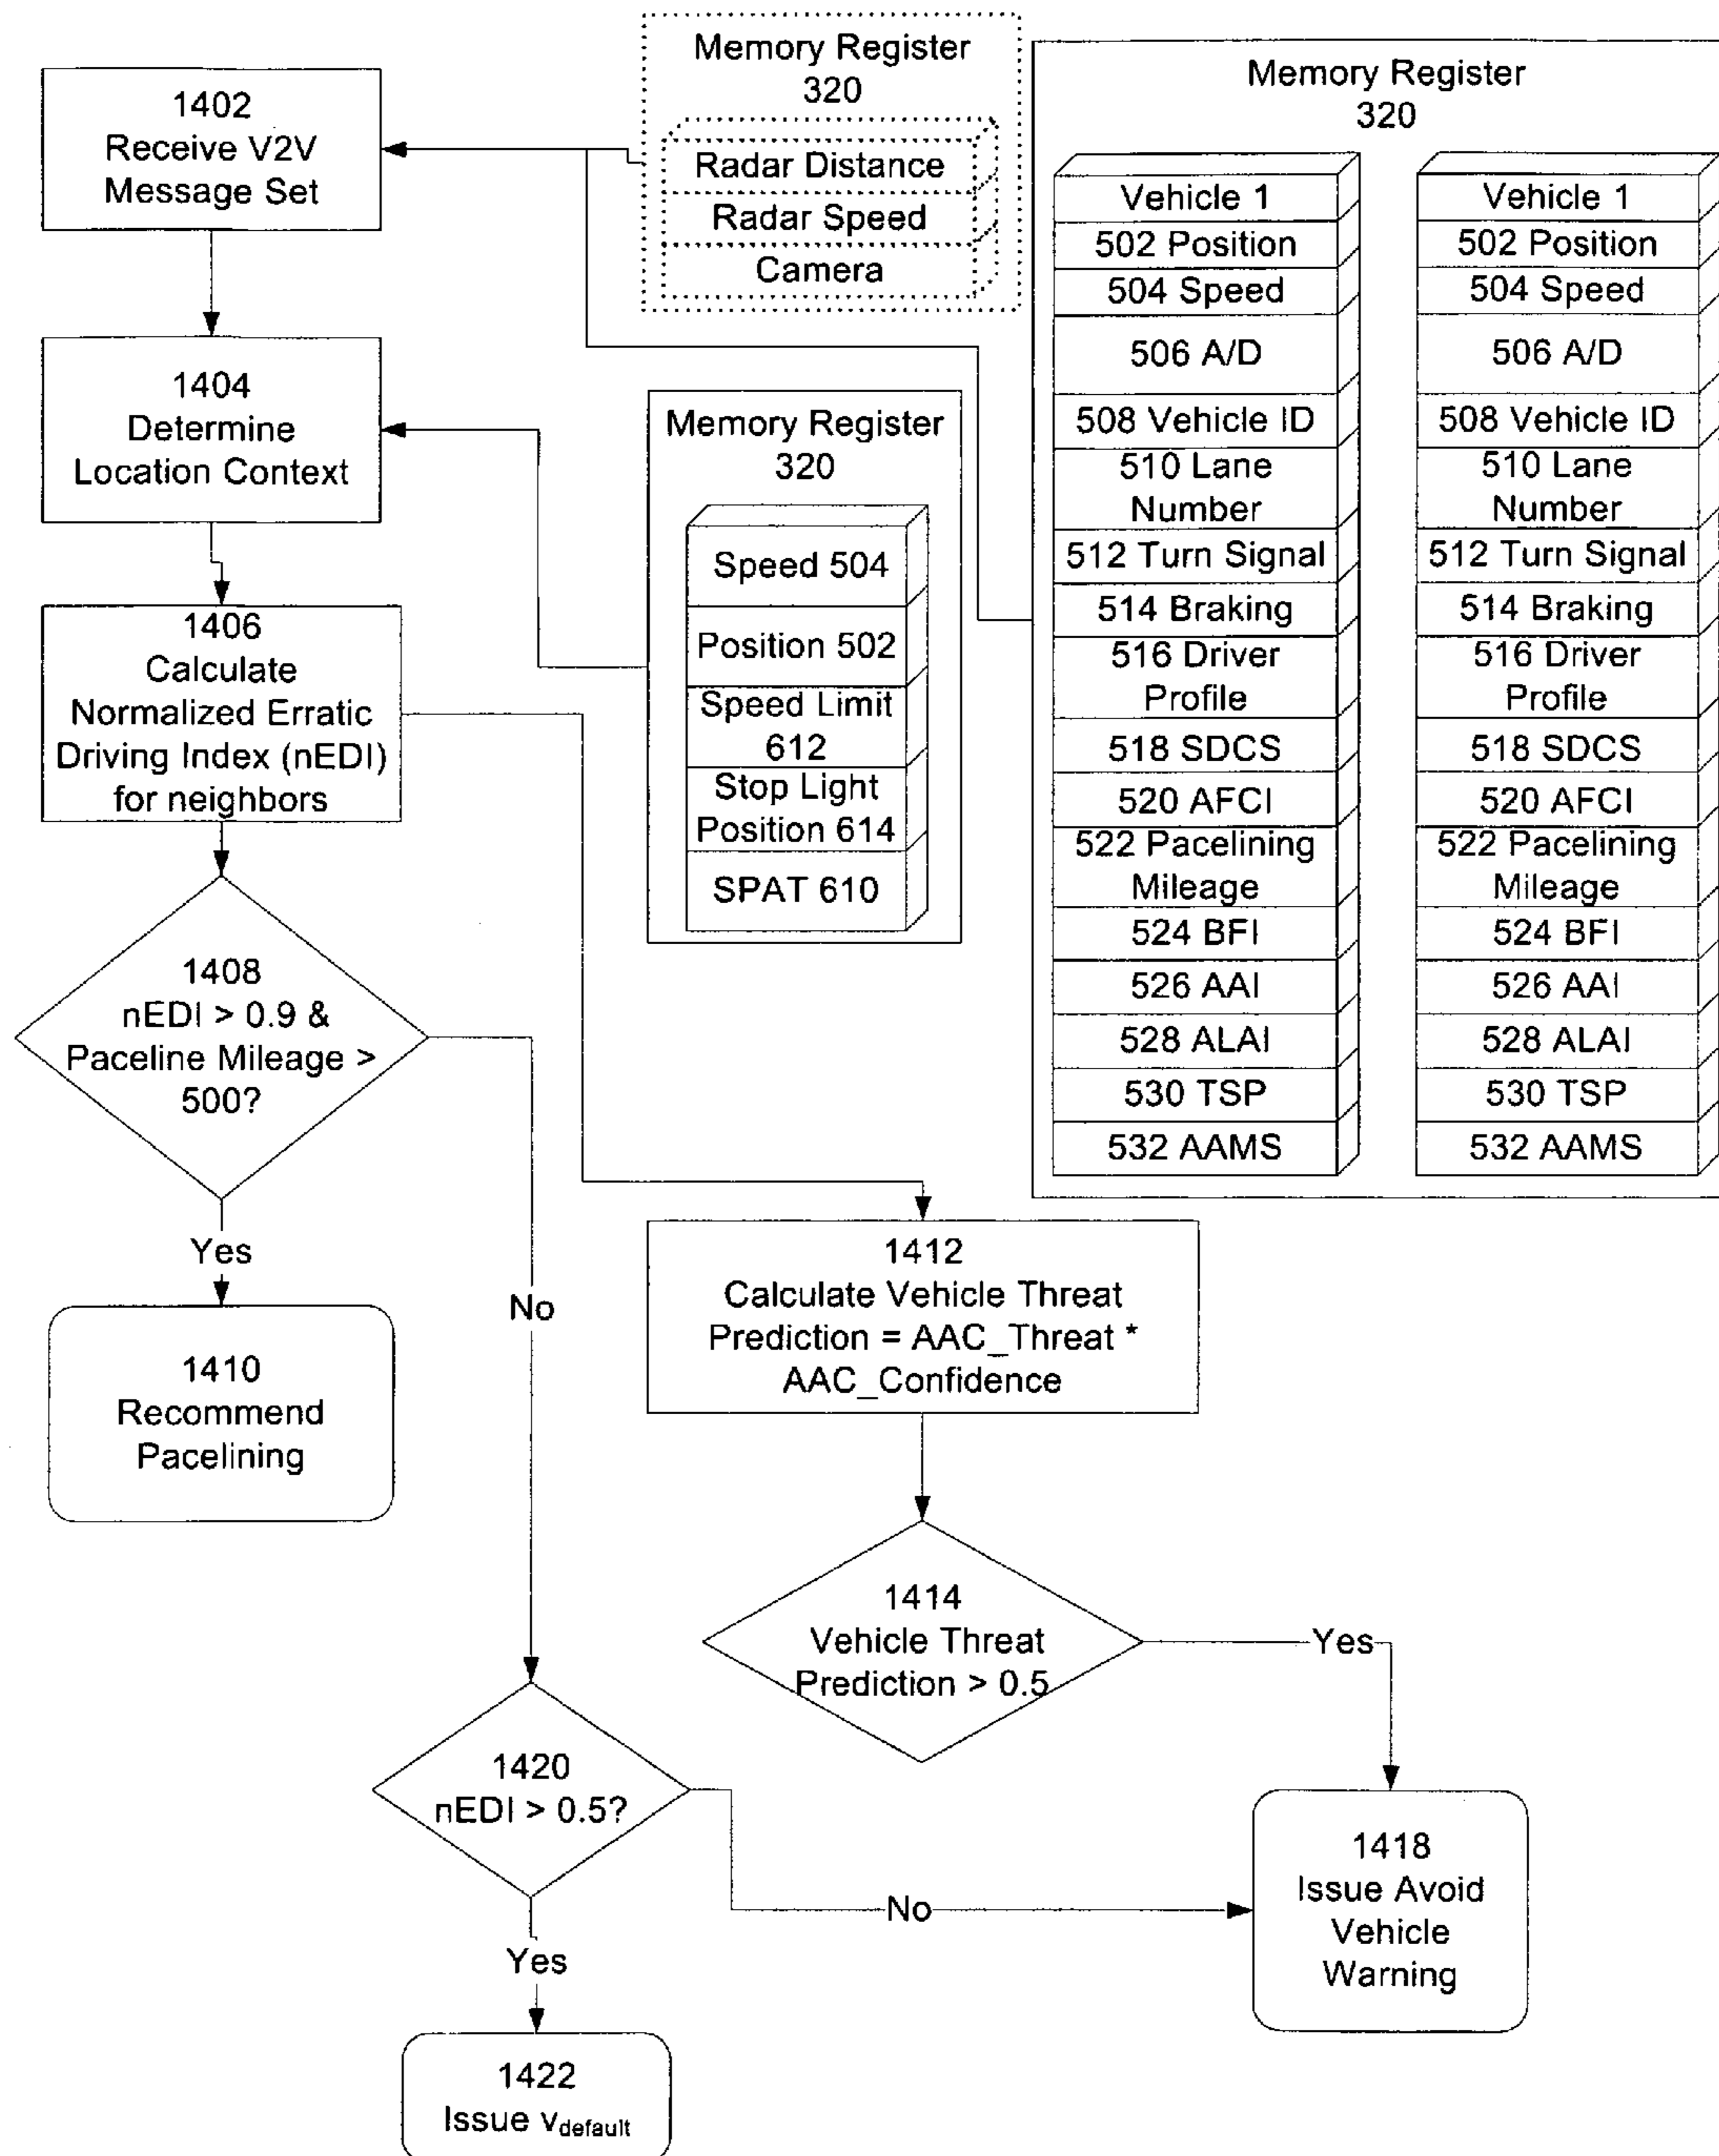 1402
Receive V2V
Message Set
1404
Determine
Location Context
1406
Calculate
Normalized Erratic
Driving Index (nEDI)
for neighbors
1408
nEDI > 0.9 &
Paceline Mileage >
500?
Yes
No
1410
Recommend
Pacelining
Memory Register
320
Radar Distance
Radar Speed
Camera
Memory Register
320
Speed 504
Position 502
Speed Limit
612
Stop Light
Position 614
SPAT 610
Memory Register
320
Vehicle 1
502 Position
504 Speed
506 A/D
508 Vehicle ID
510 Lane
Number
512 Turn Signal
514 Braking
516 Driver
Profile
518 SDCS
520 AFCI
522 Pacelining
Mileage
524 BFI
526 AAI
528 ALAI
530 TSP
532 AAMS
Vehicle 1
502 Position
504 Speed
506 A/D
508 Vehicle ID
510 Lane
Number
512 Turn Signal
514 Braking
516 Driver
Profile
518 SDCS
520 AFCI
522 Pacelining
Mileage
524 BFI
526 AAI
528 ALAI
530 TSP
532 AAMS
1412
Calculate Vehicle Threat
Prediction = AAC_Threat *
AAC_Confidence
1414
Vehicle Threat
Prediction > 0.5
Yes
1420
nEDI > 0.5?
No
Yes
1418
Issue Avoid
Vehicle
Warning
1422
Issue vdefault